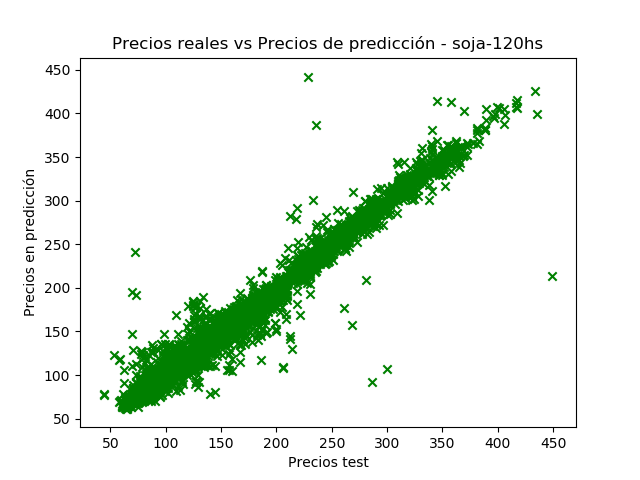 Precios reales vs Precios de predicción - soja-120hs
450
400
350
300
250
200
150
100
50
Precios en predicción
50 100 150 200 250 300 350 400 450
Precios test